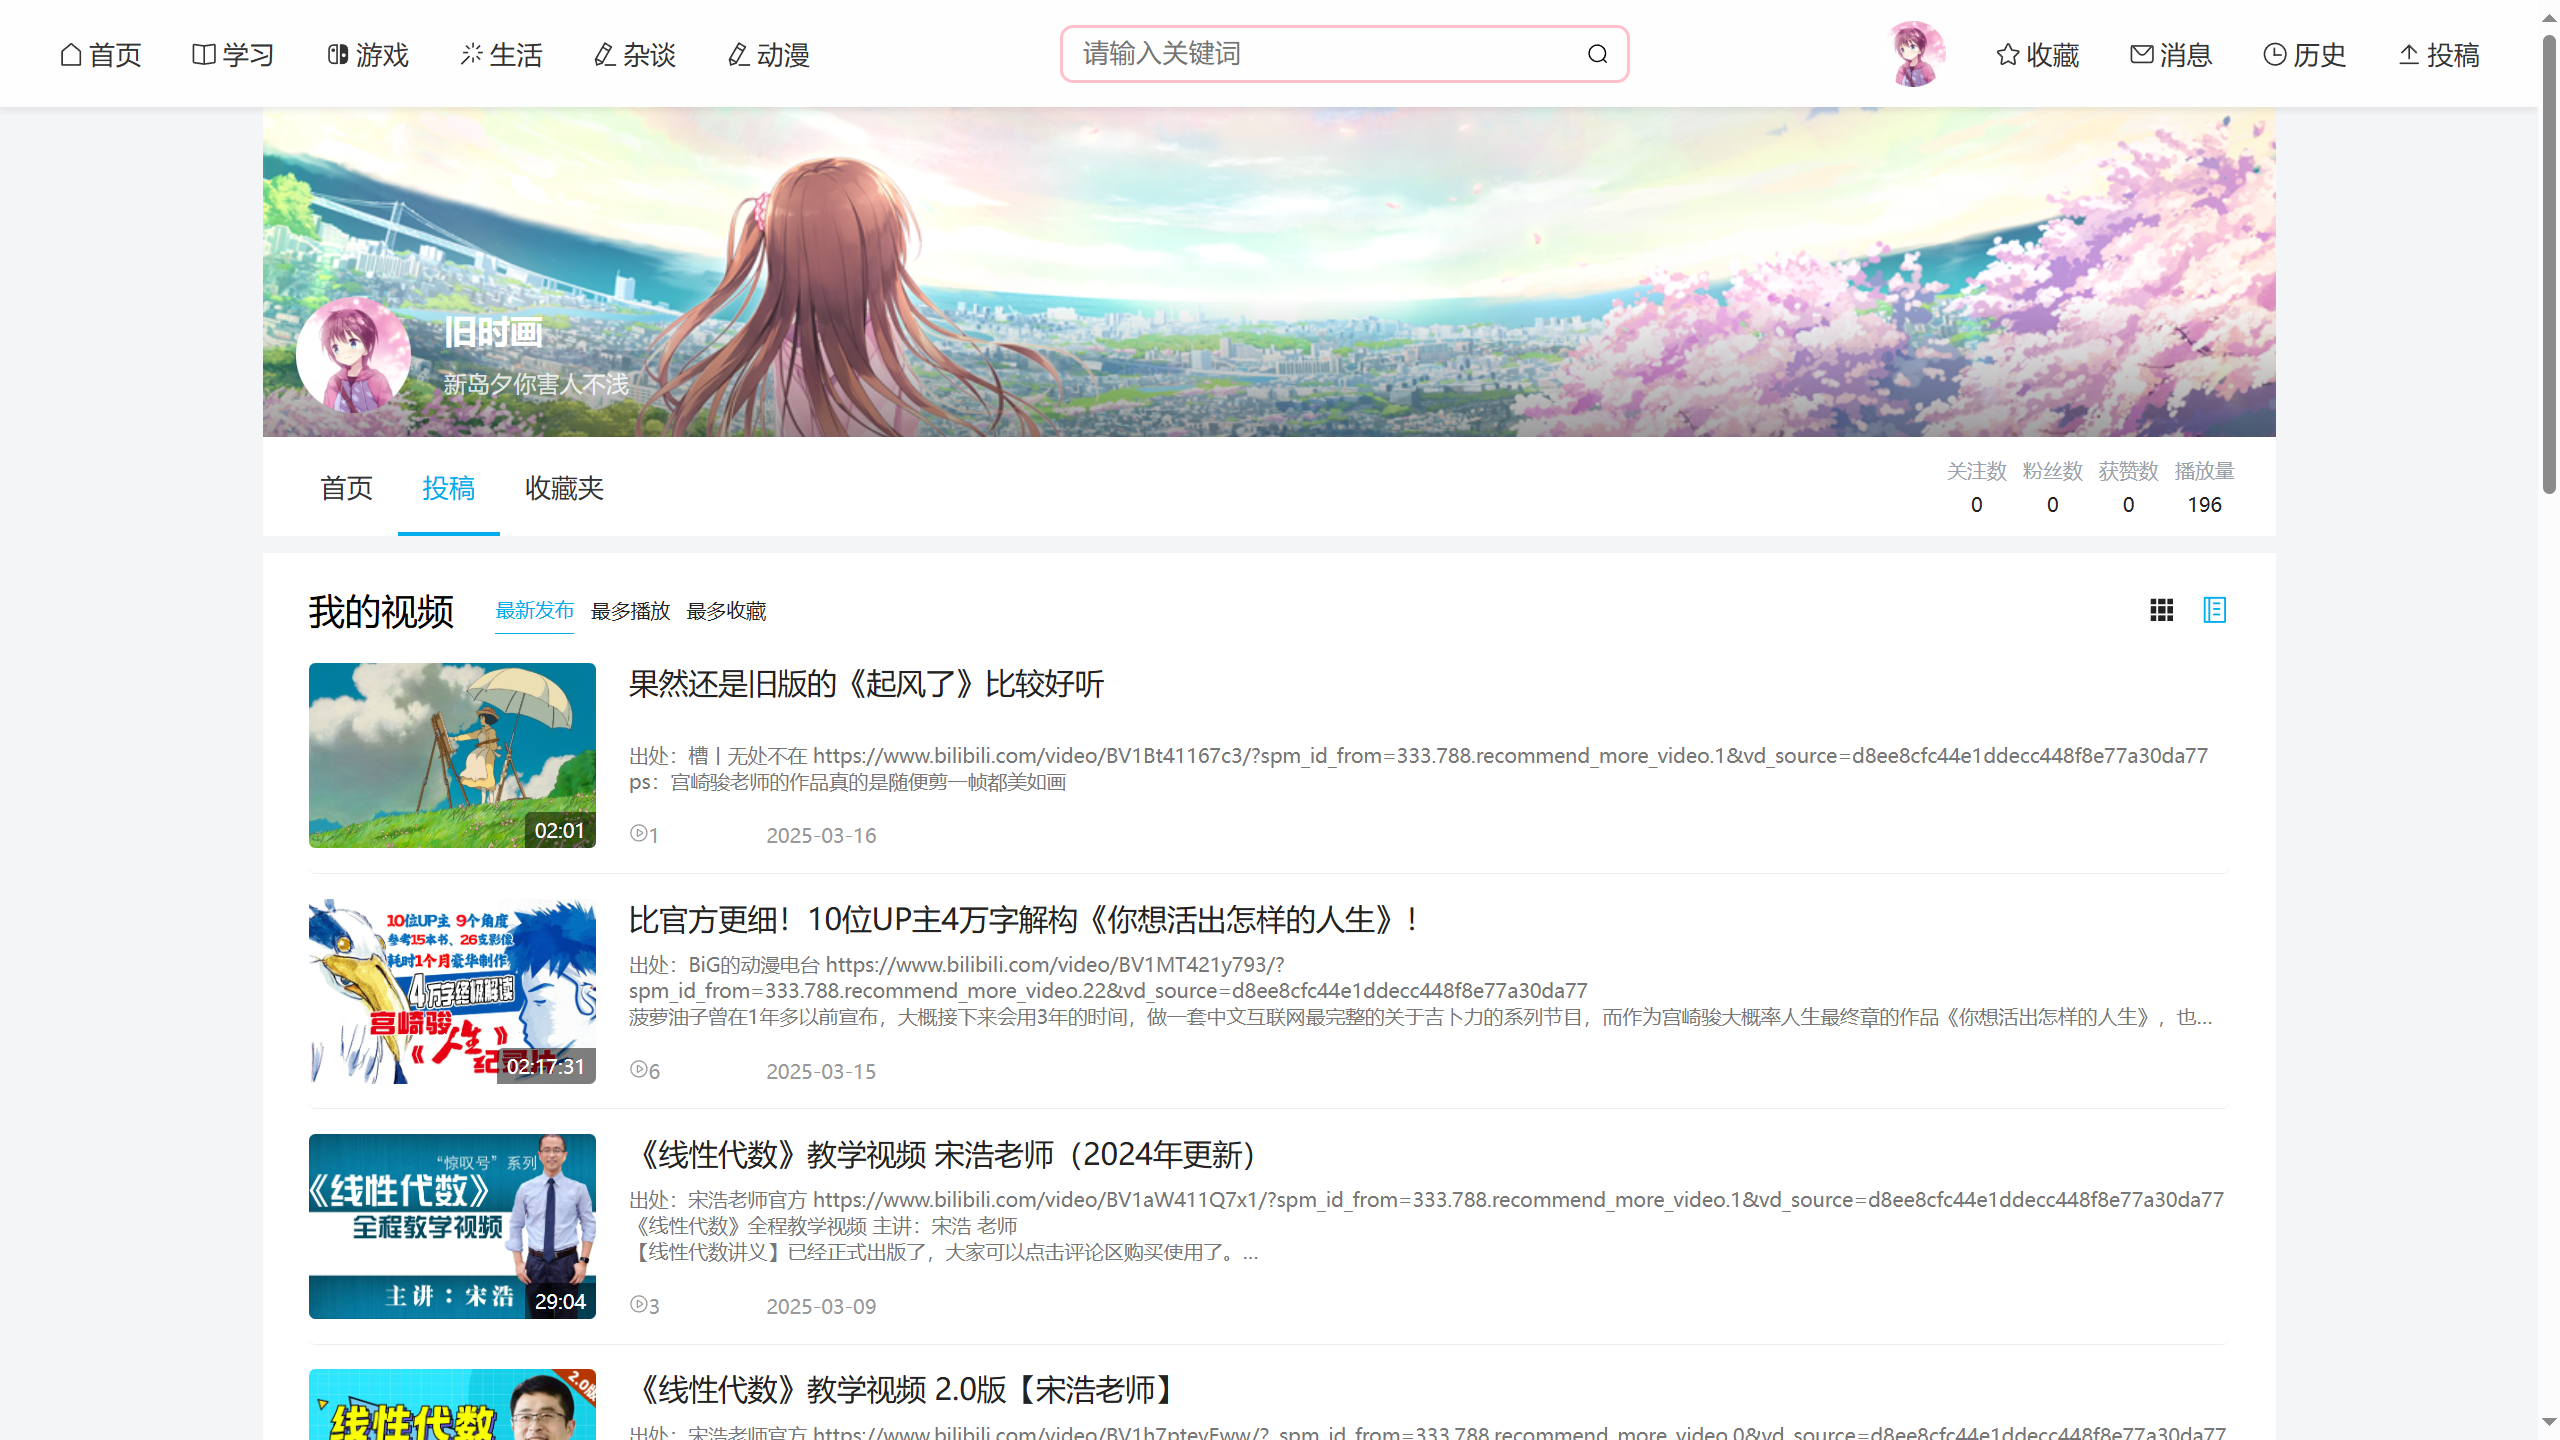 首页 学习 游戏 生活 杂谈 动漫 请输入关键词 收藏 消息 历史 投稿
旧时画
新岛夕你害人不浅
首页 投稿 收藏夹
关注数 粉丝数 获赞数 播放量
0 0 0 196
我的视频 最新发布 最多播放 最多收藏
果然还是旧版的《起风了》比较好听
出处：槽丨无处不在 https://www.bilibili.com/video/BV1Bt41167c3/?spm_id_from=333.788.recommend_more_video.1&vd_source=d8ee8cfc44e1ddecc448f8e77a30da77
ps：宫崎骏老师的作品真的是随便剪一帧都美如画
02:01
1 2025-03-16
比官方更细！10位UP主4万字解构《你想活出怎样的人生》！
10位UP主 9个角度
参考15本书、26支影像
耗时1个月豪华制作
4万字终极解读
宫崎骏
《人生》
纪录片
02:17:31
出处：BiG的动漫电台 https://www.bilibili.com/video/BV1MT421y793/?
spm_id_from=333.788.recommend_more_video.22&vd_source=d8ee8cfc44e1ddecc448f8e77a30da77
菠萝油子曾在1年多以前宣布，大概接下来会用3年的时间，做一套中文互联网最完整的关于吉卜力的系列节目，而作为宫崎骏大概率人生最终章的作品《你想活出怎样的人生》，也...
6 2025-03-15
《线性代数》教学视频 宋浩老师（2024年更新）
“惊叹号”系列
《线性代数》
全程教学视频
主讲：宋浩
29:04
出处：宋浩老师官方 https://www.bilibili.com/video/BV1aW411Q7x1/?spm_id_from=333.788.recommend_more_video.1&vd_source=d8ee8cfc44e1ddecc448f8e77a30da77
《线性代数》全程教学视频 主讲：宋浩 老师
【线性代数讲义】已经正式出版了，大家可以点击评论区购买使用了。...
3 2025-03-09
《线性代数》教学视频 2.0版【宋浩老师】
2.0版
线性代数
出处：宋浩老师官方 https://www.bilibili.com/video/BV1h7pteyEww/?_spm_id_from=333.788.recommend_more_video.0&vd_source=d8ee8cfc44e1ddecc448f8e77a30da77